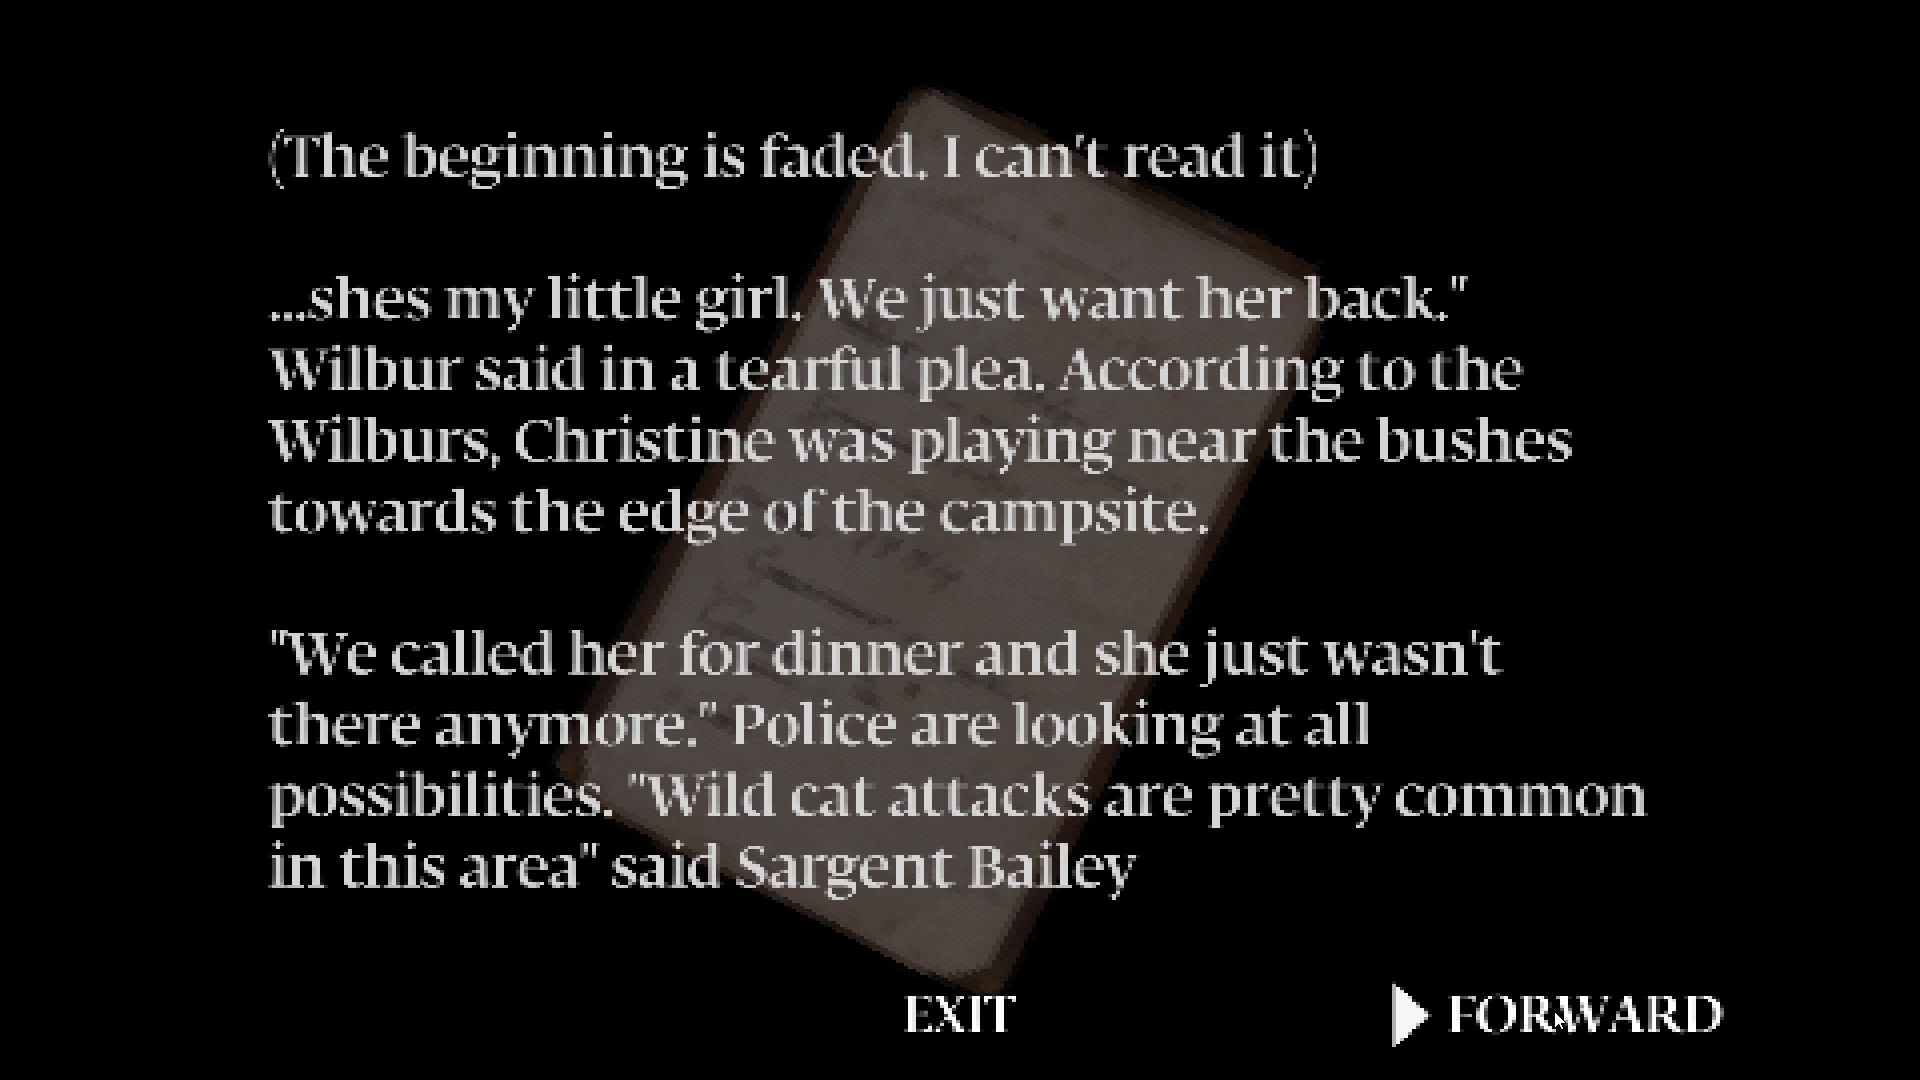 (The beginning is faded. I can't read it)
...shes my little girl. We just want her back."
Wilbur said in a tearful plea. According to the
Wilburs, Christine was playing near the bushes
towards the edge of the campsite.
"We called her for dinner and she just wasn't
there anymore." Police are looking at all
possibilities. "Wild cat attacks are pretty common
in this area" said Sargent Bailey
EXIT
FORWARD